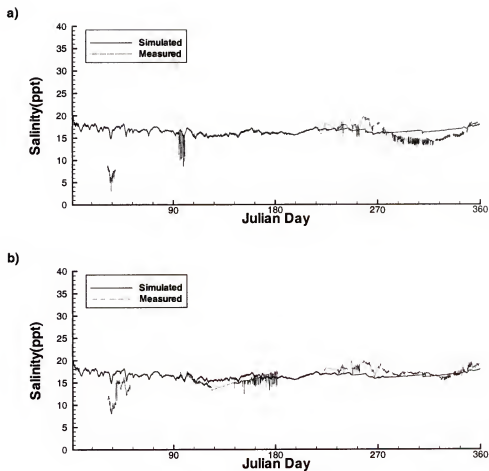 a)
40
35
30
25
20
15
10
5
0
Salinity(ppt)
Simulated
Measured
90
180
270
360
Julian Day
b)
40
35
30
25
20
15
10
5
0
Salinity(ppt)
Simulated
Measured
90
180
270
360
Julian Day